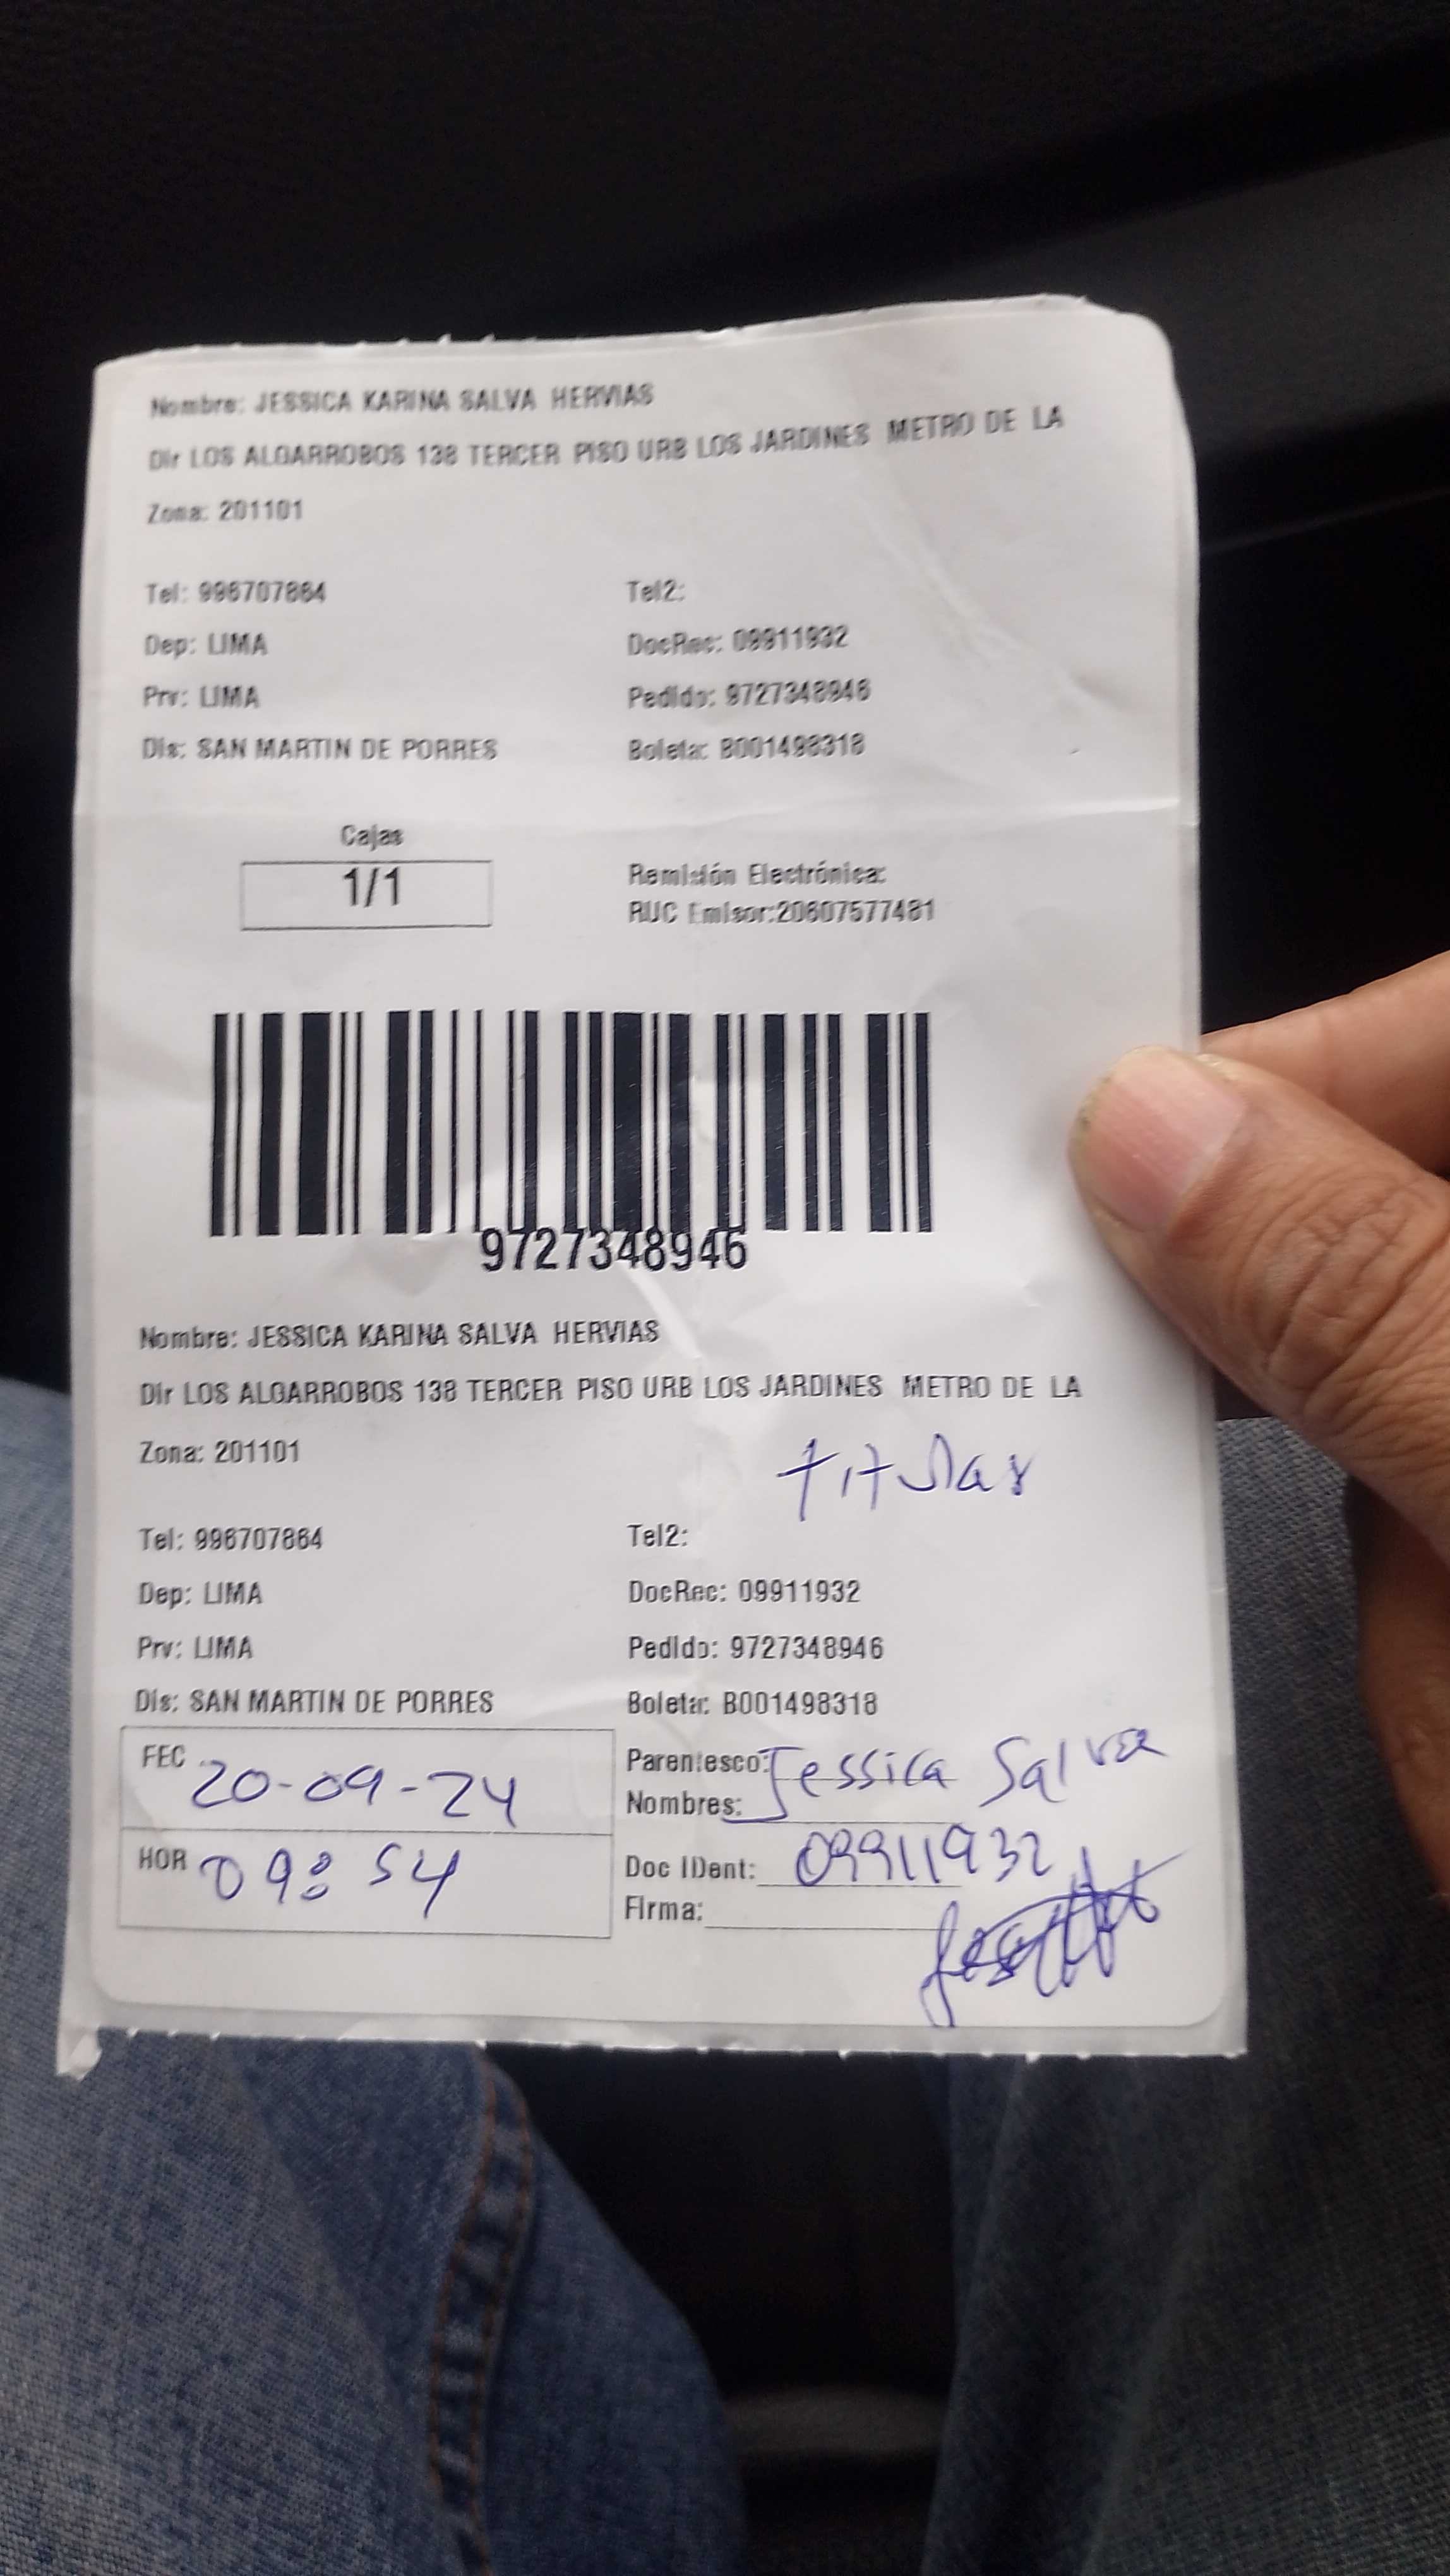 Nombre: JESSICA KARINA SALVA HERVIAS
Dir LOS ALGARROBOS 138 TERCER PISO URB LOS JARDINES METRO DE LA
Zona: 201101
Tel: 996707864 Tel2:
Dep: LIMA DocRec: 09911932
Prv: LIMA Pedido: 9727348946
Dis: SAN MARTIN DE PORRES Boleta: B001498318
Cajas
1/1
Remisión Electrónica:
RUC Emisor:20607577481
9727348946
Nombre: JESSICA KARINA SALVA HERVIAS
Dir LOS ALGARROBOS 138 TERCER PISO URB LOS JARDINES METRO DE LA
Zona: 201101
titular
Tel: 996707864 Tel2:
Dep: LIMA DocRec: 09911932
Prv: LIMA Pedido: 9727348946
Dis: SAN MARTIN DE PORRES Boleta: B001498318
FEC 20-09-24
Parentesco: Jessica Salva
Nombres:
HOR 09:54
Doc IDent: 09911932
Firma: